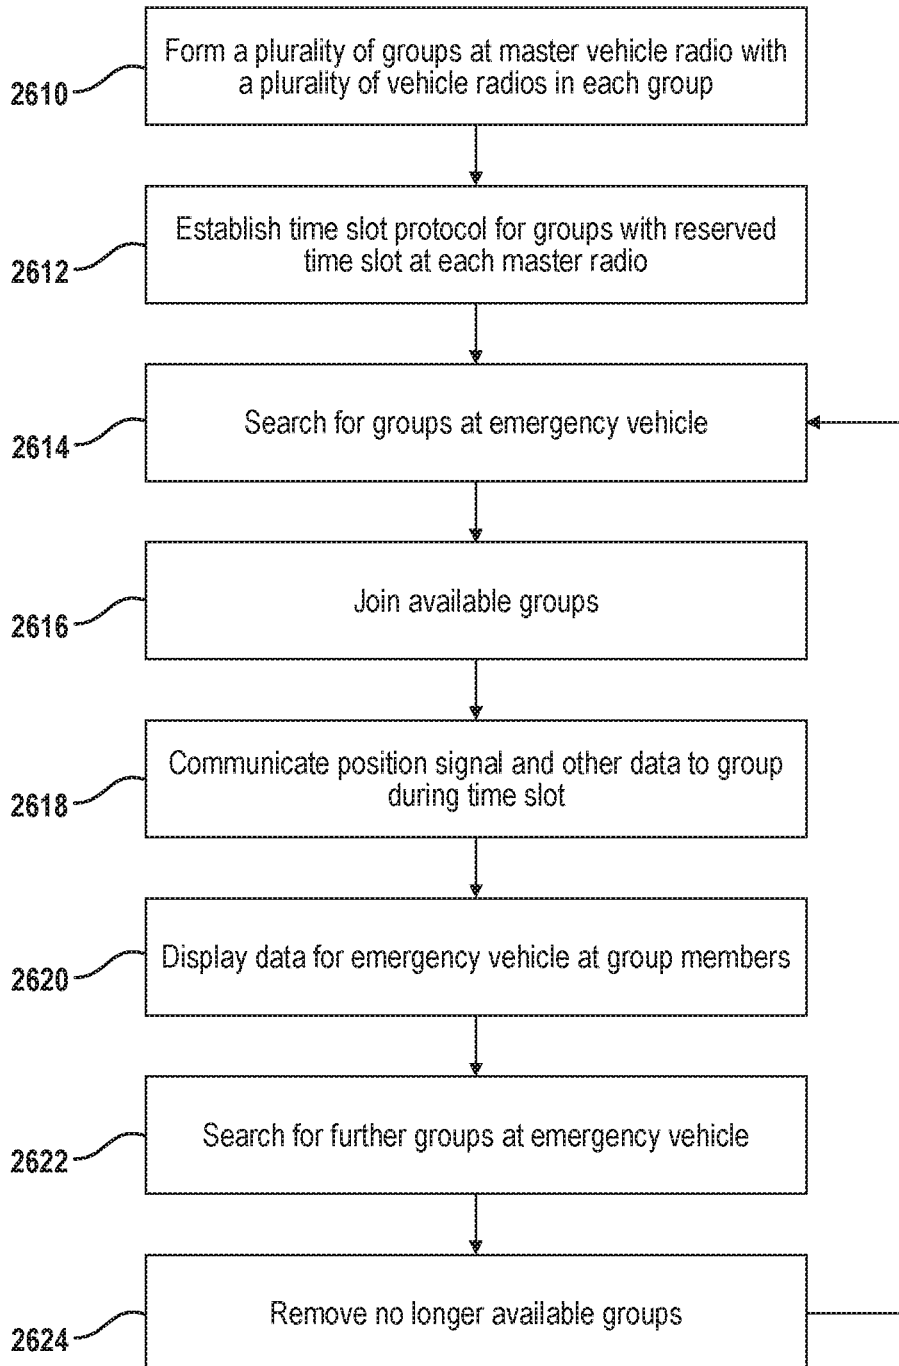 Form a plurality of groups at master vehicle radio with
a plurality of vehicle radios in each group
2610
Establish time slot protocol for groups with reserved
time slot at each master radio
2612
Search for groups at emergency vehicle
2614
Join available groups
2616
Communicate position signal and other data to group
during time slot
2618
Display data for emergency vehicle at group members
2620
Search for further groups at emergency vehicle
2622
Remove no longer available groups
2624